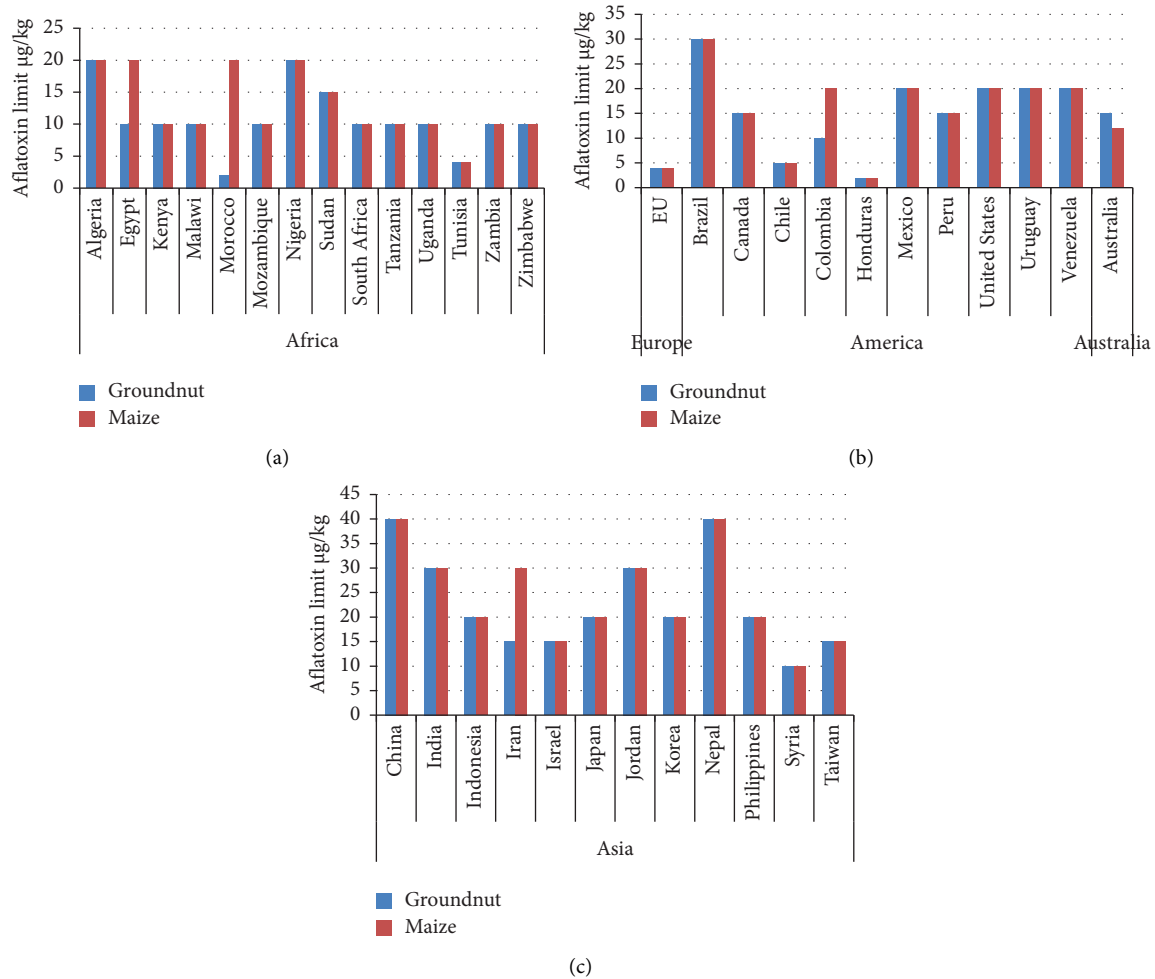 Aflatoxin limit µg/kg
25
20
15
10
5
0
Algeria
Egypt
Kenya
Malawi
Morocco
Mozambique
Nigeria
Sudan
South Africa
Tanzania
Uganda
Tunisia
Zambia
Zimbabwe
Africa
Groundnut
Maize
(a)
Aflatoxin limit µg/kg
35
30
25
20
15
10
5
0
EU
Brazil
Canada
Chile
Colombia
Honduras
Mexico
Peru
United States
Uruguay
Venezuela
Australia
Europe America Australia
Groundnut
Maize
(b)
Aflatoxin limit µg/kg
45
40
35
30
25
20
15
10
5
0
China
India
Indonesia
Iran
Israel
Japan
Jordan
Korea
Nepal
Philippines
Syria
Taiwan
Asia
Groundnut
Maize
(c)